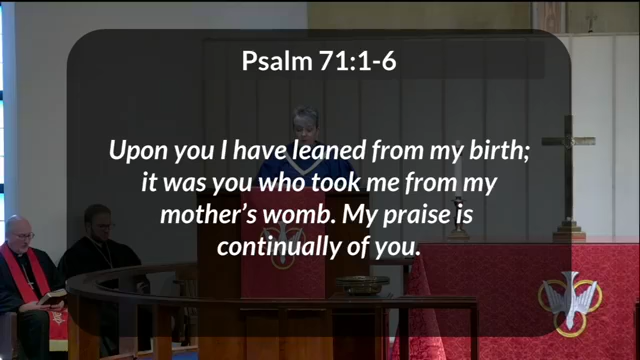 Psalm 71:1-6
Upon you I have leaned from my birth;
it was you who took me from my
mother’s womb. My praise is
continually of you.